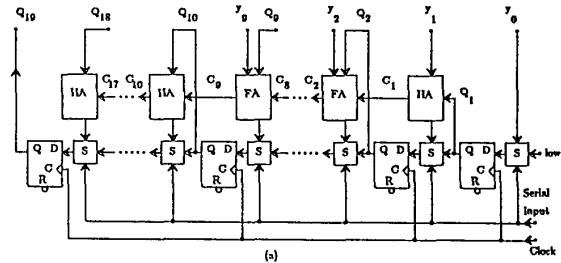 Q19 Q18 Q10 y9 Q9 y2 Q2 y1 y0
HA C17 C10 HA C9 FA C8 C2 FA C1 HA Q1
Q D S S Q D S S Q D S Q D S low
C C C C
R R R R
Serial
Input
Clock
(a)